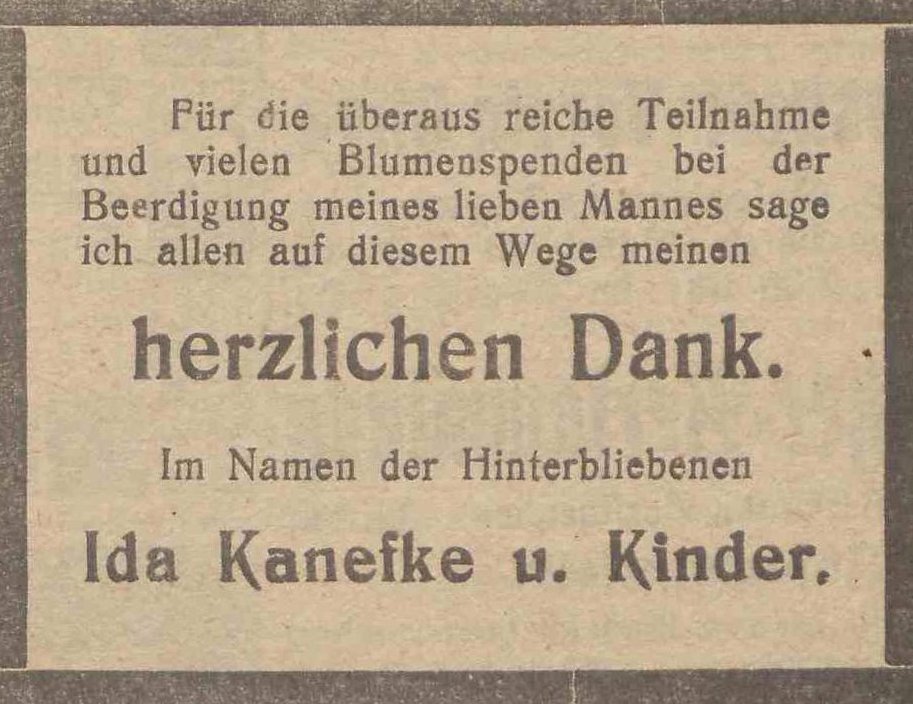 Für die überaus reiche Teilnahme
und vielen Blumenspenden bei der
Beerdigung meines lieben Mannes sage
ich allen auf diesem Wege meinen
herzlichen Dank.
Im Namen der Hinterbliebenen
Ida Kanefke u. Kinder.